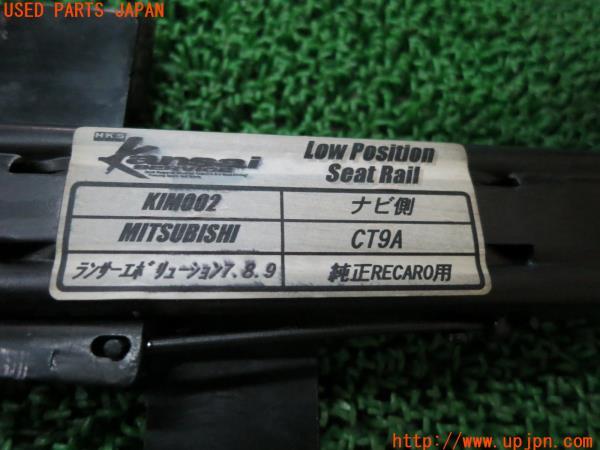 USED PARTS-JAPAN
HKS
Kansai
Low Position
Seat Rail
KIM002
ナビ側
MITSUBISHI
CT9A
ランサーエボリューション7.8.9
純正RECARO用
http://www.upjpn.com/